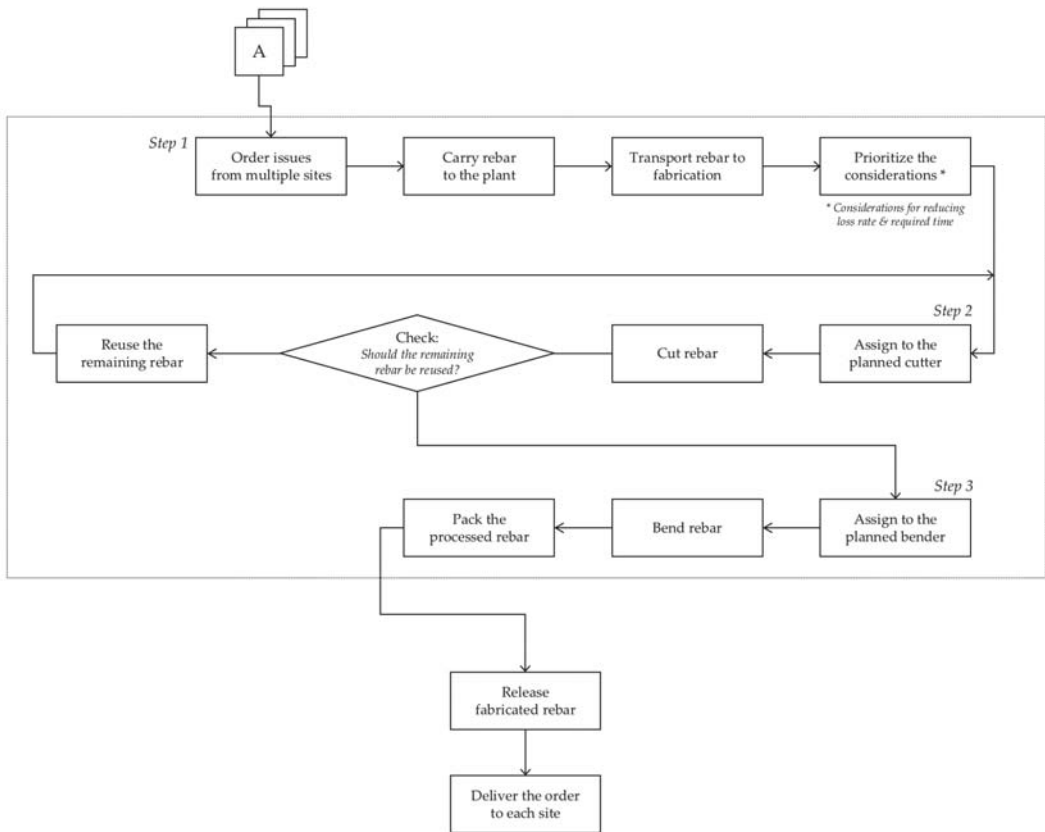 A
Step 1
Order issues
from multiple sites
Carry rebar
to the plant
Transport rebar to
fabrication
Prioritize the
considerations *
* Considerations for reducing
loss rate & required time
Step 2
Reuse the
remaining rebar
Check:
Should the remaining
rebar be reused?
Cut rebar
Assign to the
planned cutter
Step 3
Pack the
processed rebar
Bend rebar
Assign to the
planned bender
Release
fabricated rebar
Deliver the order
to each site